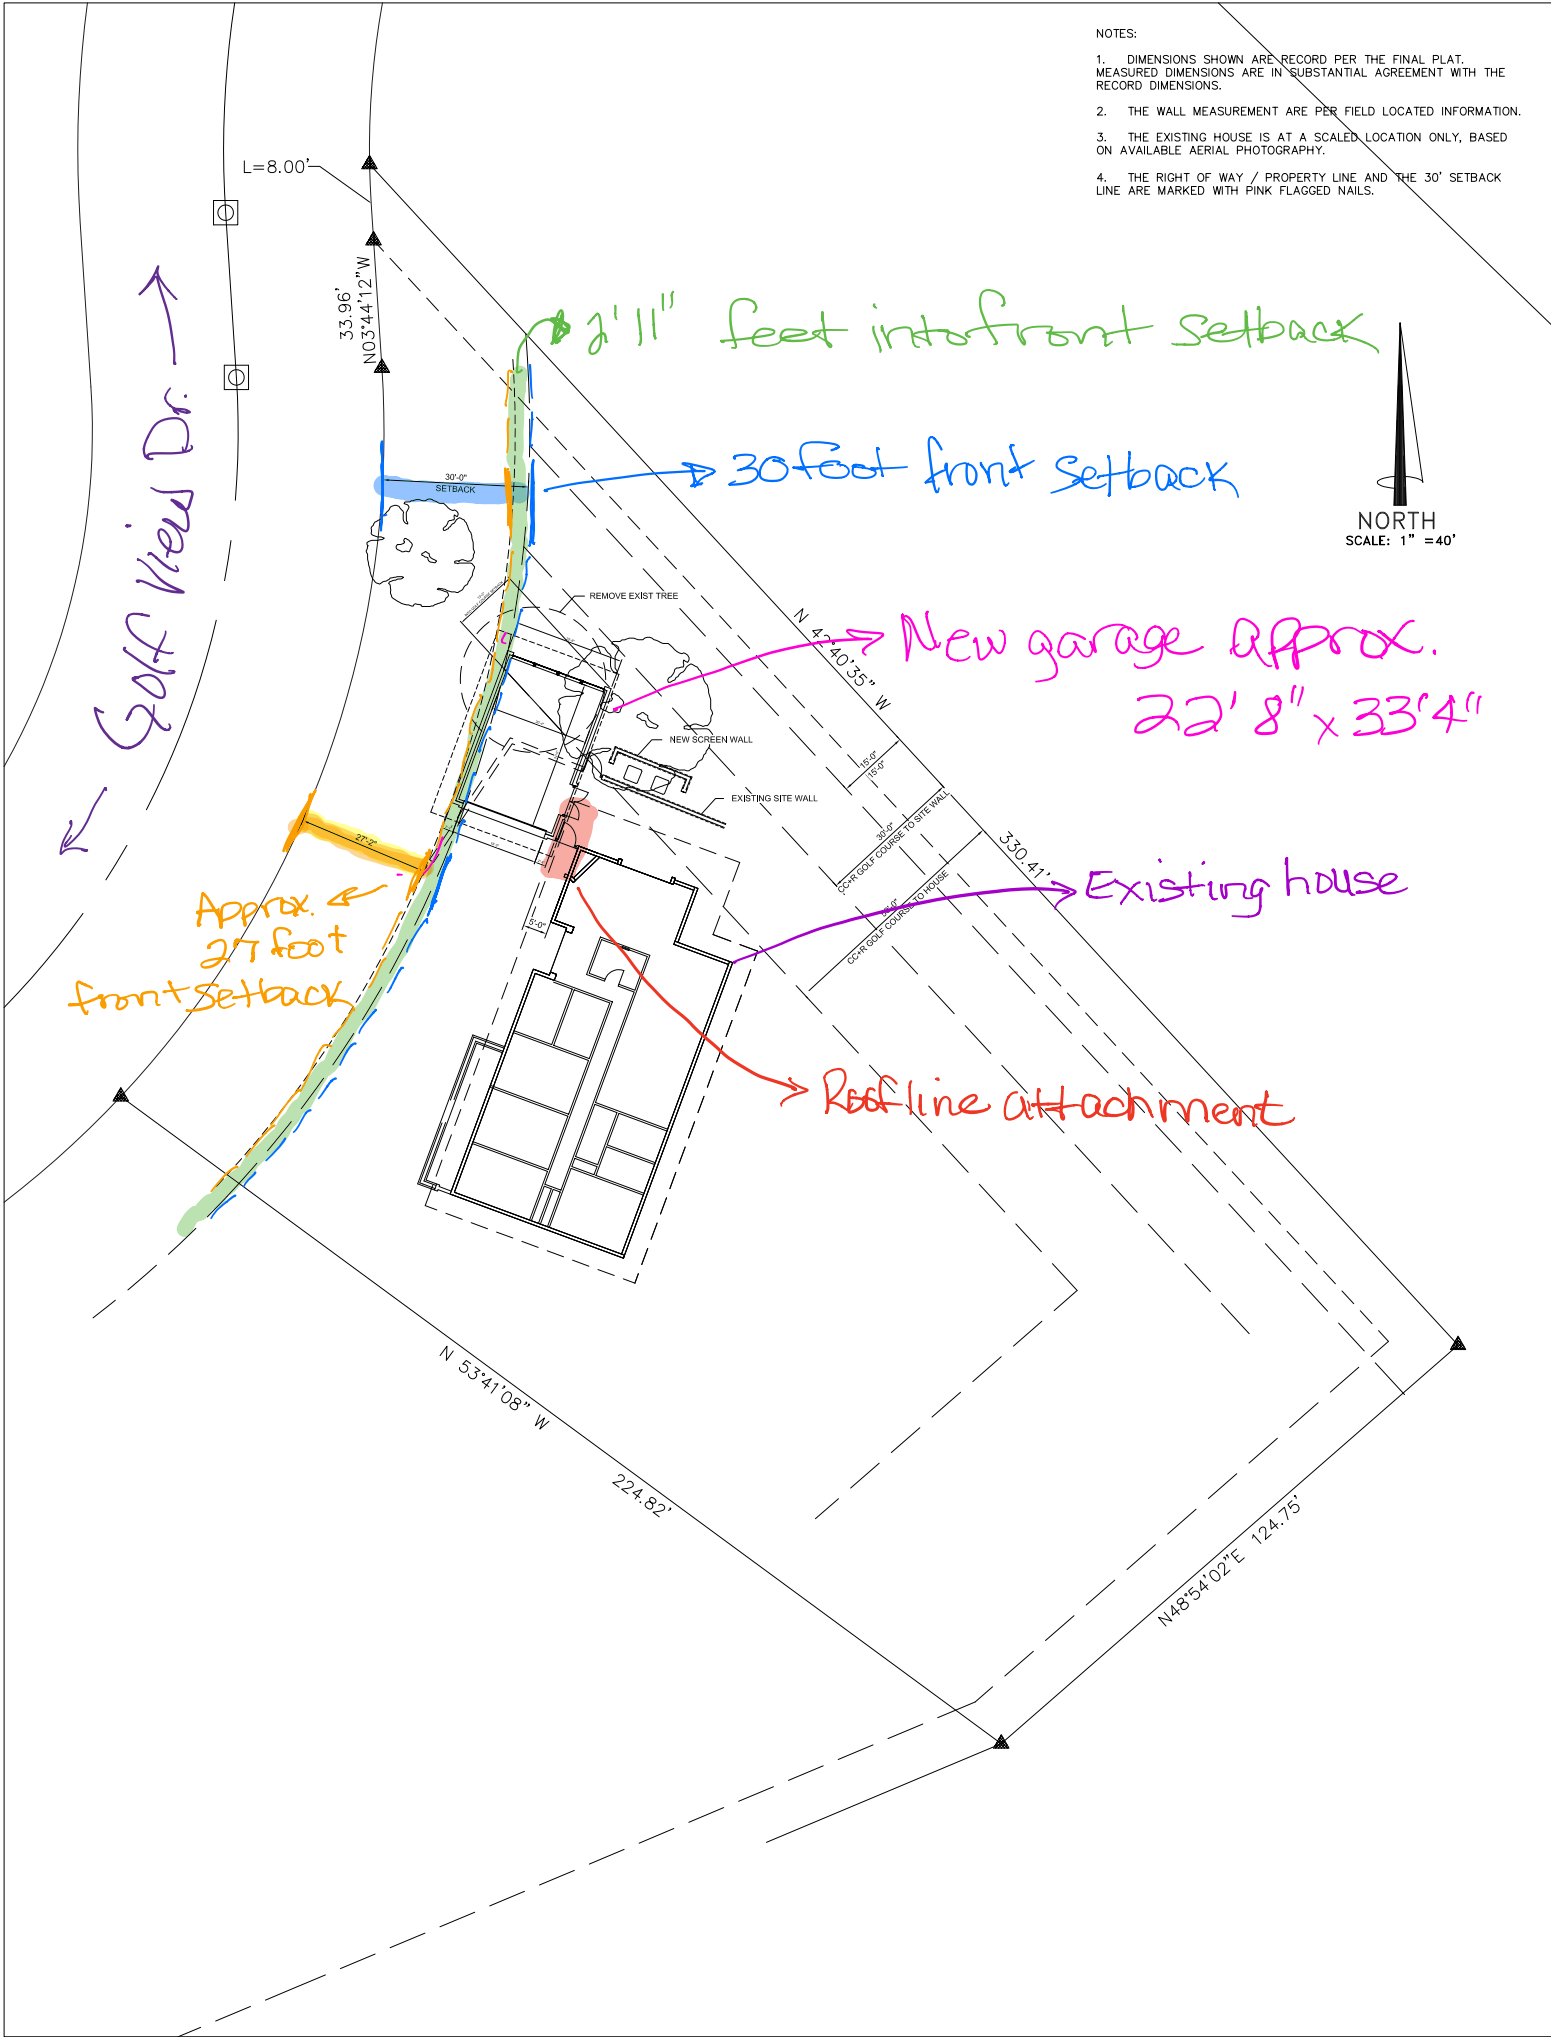 NOTES:
1. DIMENSIONS SHOWN ARE RECORD PER THE FINAL PLAT.
MEASURED DIMENSIONS ARE IN SUBSTANTIAL AGREEMENT WITH THE
RECORD DIMENSIONS.
2. THE WALL MEASUREMENT ARE PER FIELD LOCATED INFORMATION.
3. THE EXISTING HOUSE IS AT A SCALED LOCATION ONLY, BASED
ON AVAILABLE AERIAL PHOTOGRAPHY.
4. THE RIGHT OF WAY / PROPERTY LINE AND THE 30' SETBACK
LINE ARE MARKED WITH PINK FLAGGED NAILS.
L=8.00'
33.96'
N03°44'12"W
2'11" feet into front setback
Golf View Dr.
30'-0"
SETBACK
30 foot front setback
NORTH
SCALE: 1" =40'
REMOVE EXIST TREE
N 42°40'35" W
New garage approx.
22' 8" x 33'4"
NEW SCREEN WALL
EXISTING SITE WALL
15'-0"
15'-0"
30'-0"
CC+R GOLF COURSE TO SITE WALL
330.41'
27'-2"
CC+R GOLF COURSE TO HOUSE
Existing house
Approx.
27 foot
front setback
5'-0"
Roofline attachment
N 53°41'08" W
224.82'
N48°54'02"E 124.75'